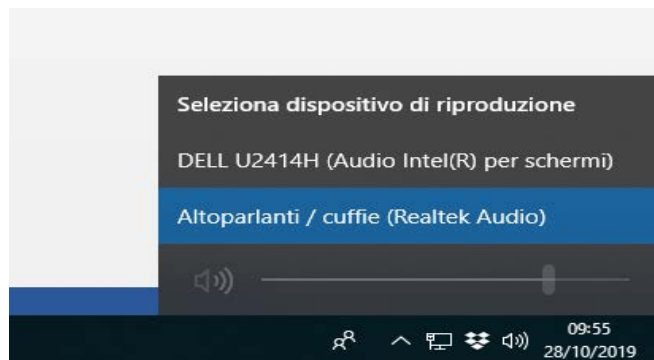 Seleziona dispositivo di riproduzione
DELL U2414H (Audio Intel(R) per schermi)
Altoparlanti / cuffie (Realtek Audio)
09:55
28/10/2019